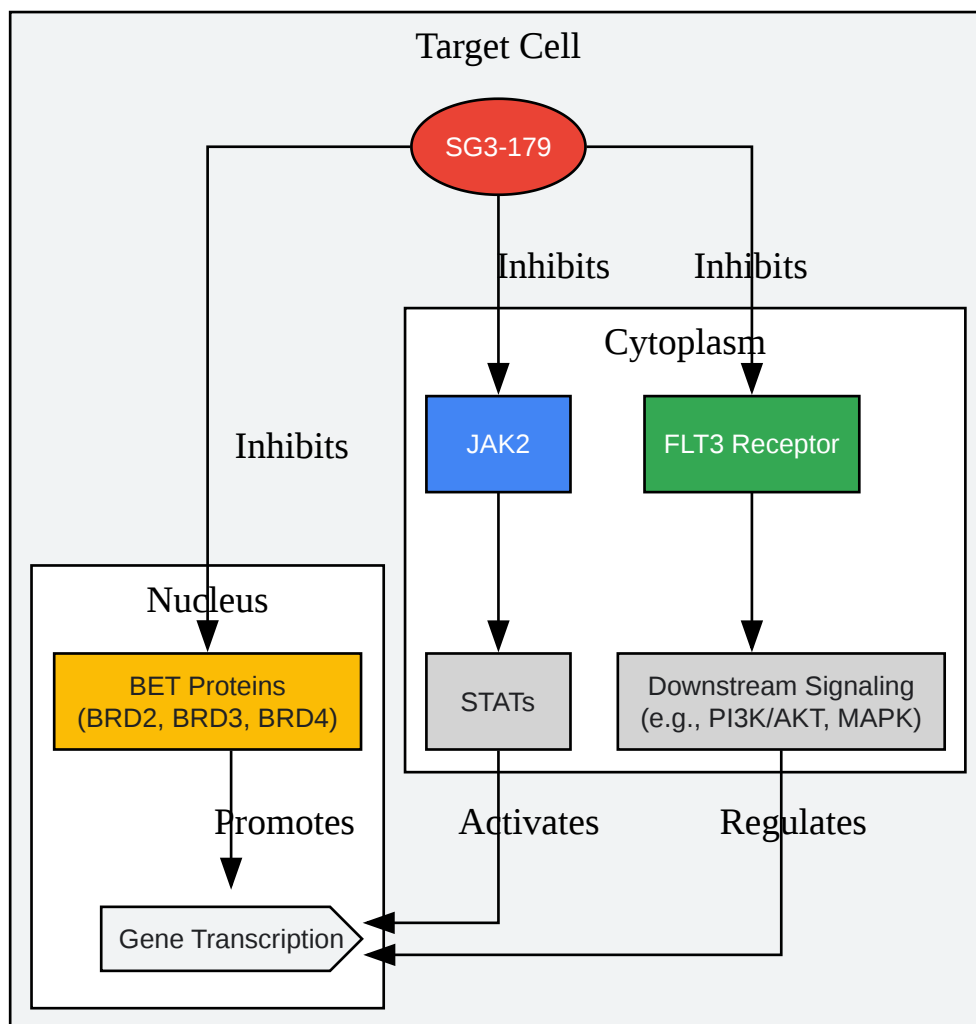 Target Cell
SG3-179
Inhibits
Inhibits
Cytoplasm
JAK2
FLT3 Receptor
Inhibits
Nucleus
BET Proteins
(BRD2, BRD3, BRD4)
STATs
Downstream Signaling
(e.g., PI3K/AKT, MAPK)
Promotes
Activates
Regulates
Gene Transcription